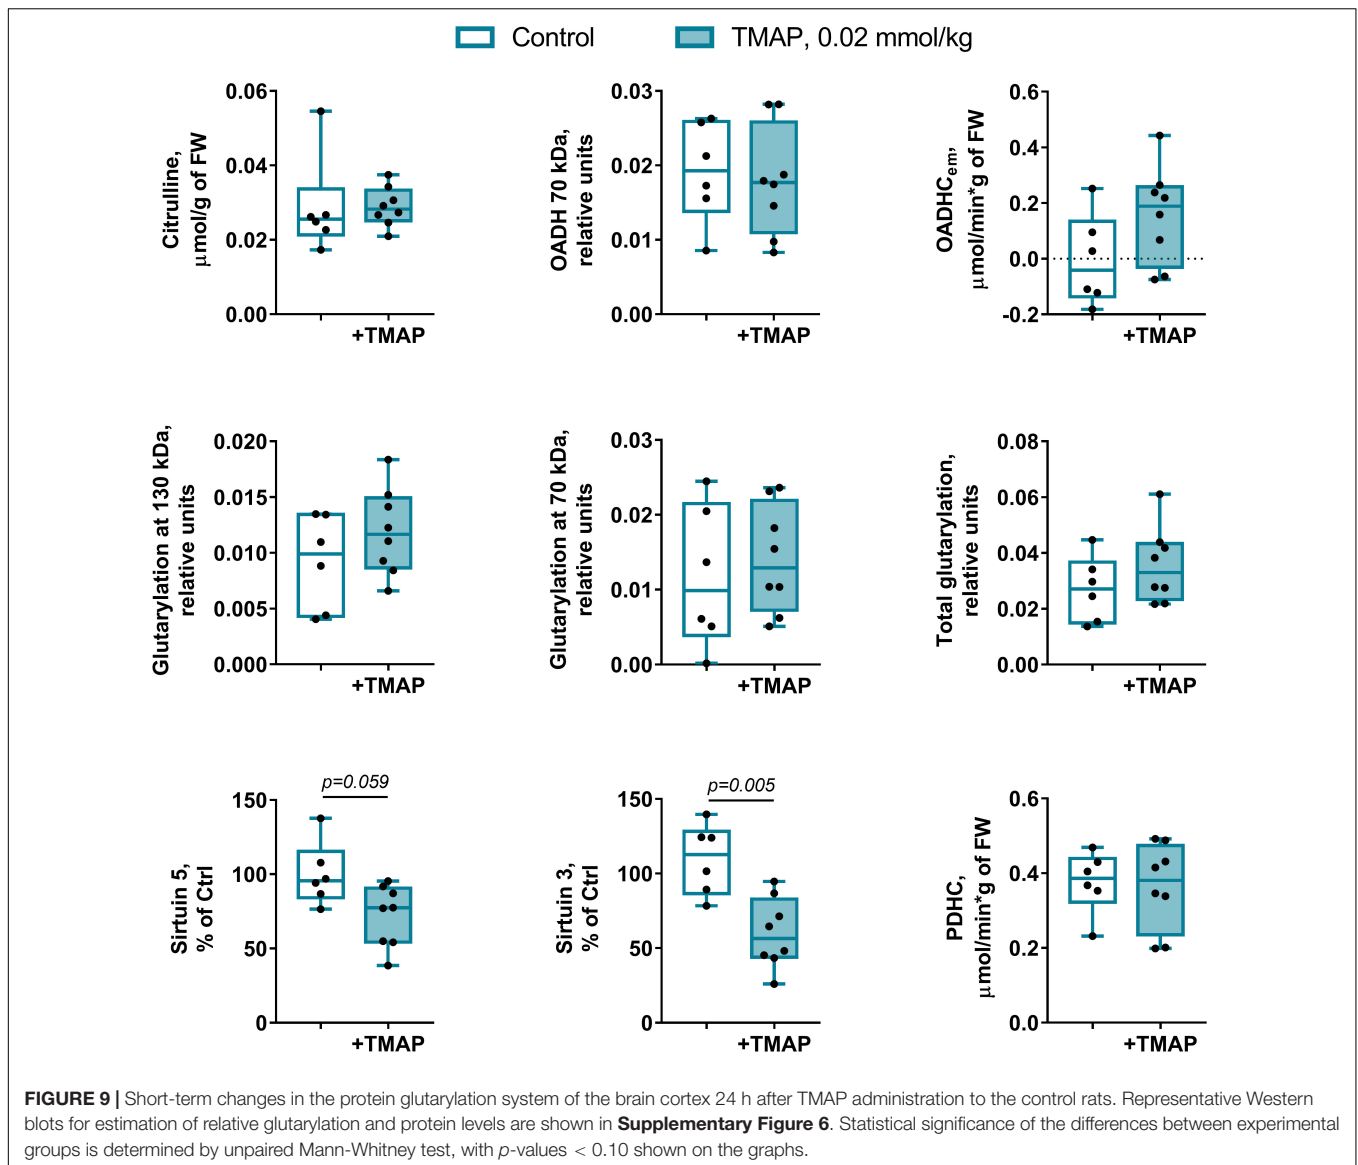 Control
TMAP, 0.02 mmol/kg
Citrulline,
µmol/g of FW
0.06
0.04
0.02
0.00
+TMAP
OADH 70 kDa,
relative units
0.03
0.02
0.01
0.00
+TMAP
OADHCem,
µmol/min*g of FW
0.6
0.4
0.2
0.0
-0.2
+TMAP
Glutarylation at 130 kDa,
relative units
0.020
0.015
0.010
0.005
0.000
+TMAP
Glutarylation at 70 kDa,
relative units
0.03
0.02
0.01
0.00
+TMAP
Total glutarylation,
relative units
0.08
0.06
0.04
0.02
0.00
+TMAP
Sirtuin 5,
% of Ctrl
150
100
50
0
p=0.059
+TMAP
Sirtuin 3,
% of Ctrl
150
100
50
0
p=0.005
+TMAP
PDHC,
µmol/min*g of FW
0.6
0.4
0.2
0.0
+TMAP
FIGURE 9 | Short-term changes in the protein glutarylation system of the brain cortex 24 h after TMAP administration to the control rats. Representative Western
blots for estimation of relative glutarylation and protein levels are shown in Supplementary Figure 6. Statistical significance of the differences between experimental
groups is determined by unpaired Mann-Whitney test, with p-values < 0.10 shown on the graphs.